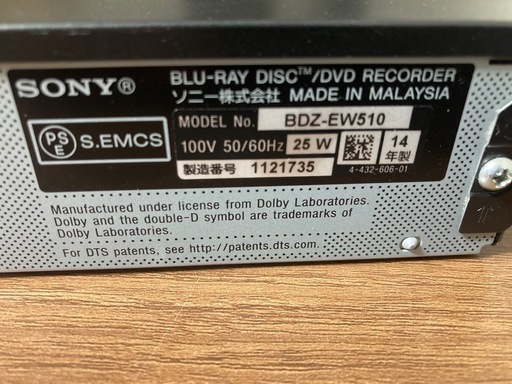 SONY®
BLU-RAY DISC™/DVD RECORDER
ソニー株式会社 MADE IN MALAYSIA
PSE
S.EMCS
MODEL No. BDZ-EW510
100V 50/60Hz 25 W
14年製
製造番号 1121735
4-432-606-01
Manufactured under license from Dolby Laboratories.
Dolby and the double-D symbol are trademarks of
Dolby Laboratories.
For DTS patents, see http://patents.dts.com.